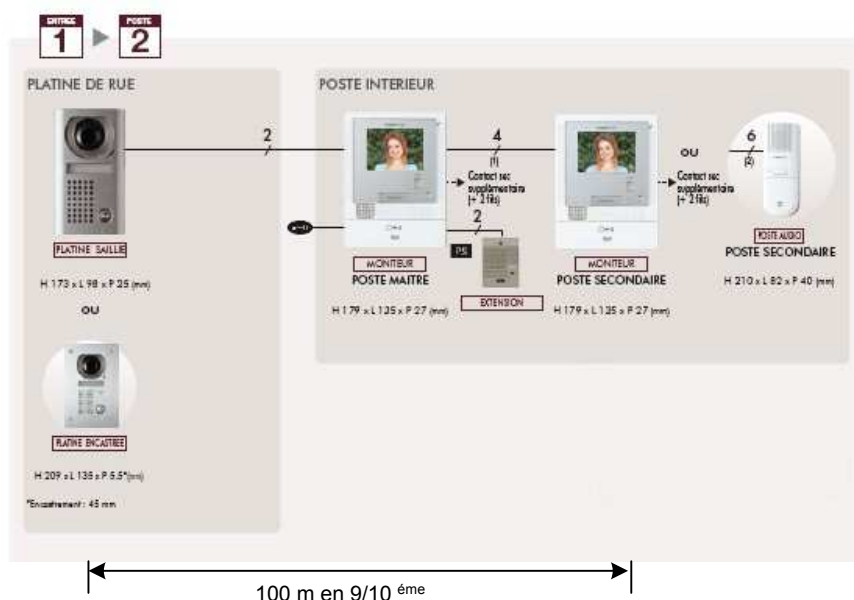 ENTREE
1
POSTE
2
PLATINE DE RUE
POSTE INTERIEUR
2
4
(1)
OU
6
(2)
Contact sec
supplémentaire
(+ 2 fils)
Contact sec
supplémentaire
(+ 2 fils)
2
PS
PLATINE SAILLIE
H 173 x L 98 x P 25 (mm)
OU
MONITEUR
POSTE MAITRE
H 179 x L 135 x P 27 (mm)
EXTENSION
MONITEUR
POSTE SECONDAIRE
H 179 x L 135 x P 27 (mm)
POSTE AUDIO
POSTE SECONDAIRE
H 210 x L 82 x P 40 (mm)
PLATINE ENCASTREE
H 209 x L 135 x P 5.5*(mm)
*Encastrement : 45 mm
100 m en 9/10 éme